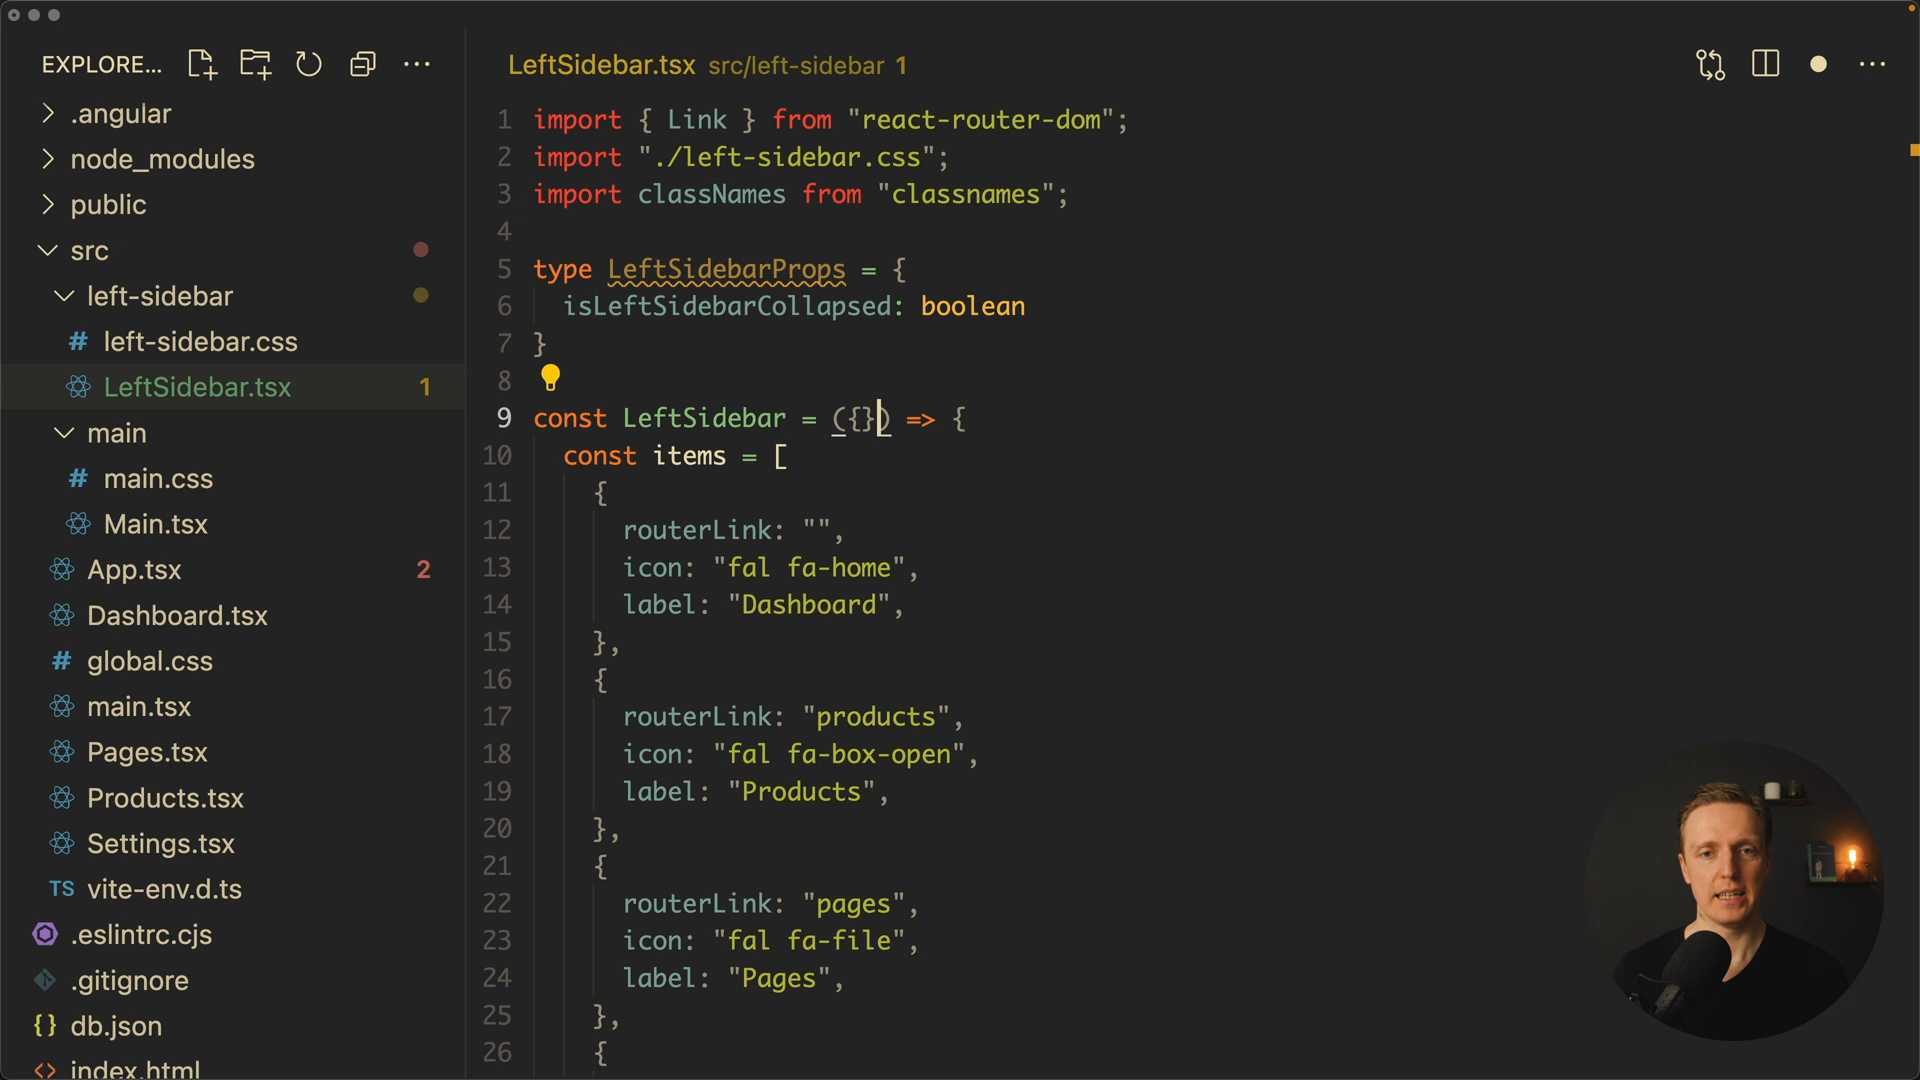 EXPLORE...
.angular
node_modules
public
src
left-sidebar
# left-sidebar.css
LeftSidebar.tsx 1
main
# main.css
Main.tsx
App.tsx 2
Dashboard.tsx
# global.css
main.tsx
Pages.tsx
Products.tsx
Settings.tsx
TS vite-env.d.ts
.eslintrc.cjs
.gitignore
{} db.json
<> index.html
LeftSidebar.tsx src/left-sidebar 1
1 import { Link } from "react-router-dom";
2 import "./left-sidebar.css";
3 import classNames from "classnames";
4
5 type LeftSidebarProps = {
6 isLeftSidebarCollapsed: boolean
7 }
8
9 const LeftSidebar = ({}) => {
10 const items = [
11 {
12 routerLink: "",
13 icon: "fal fa-home",
14 label: "Dashboard",
15 },
16 {
17 routerLink: "products",
18 icon: "fal fa-box-open",
19 label: "Products",
20 },
21 {
22 routerLink: "pages",
23 icon: "fal fa-file",
24 label: "Pages",
25 },
26 {